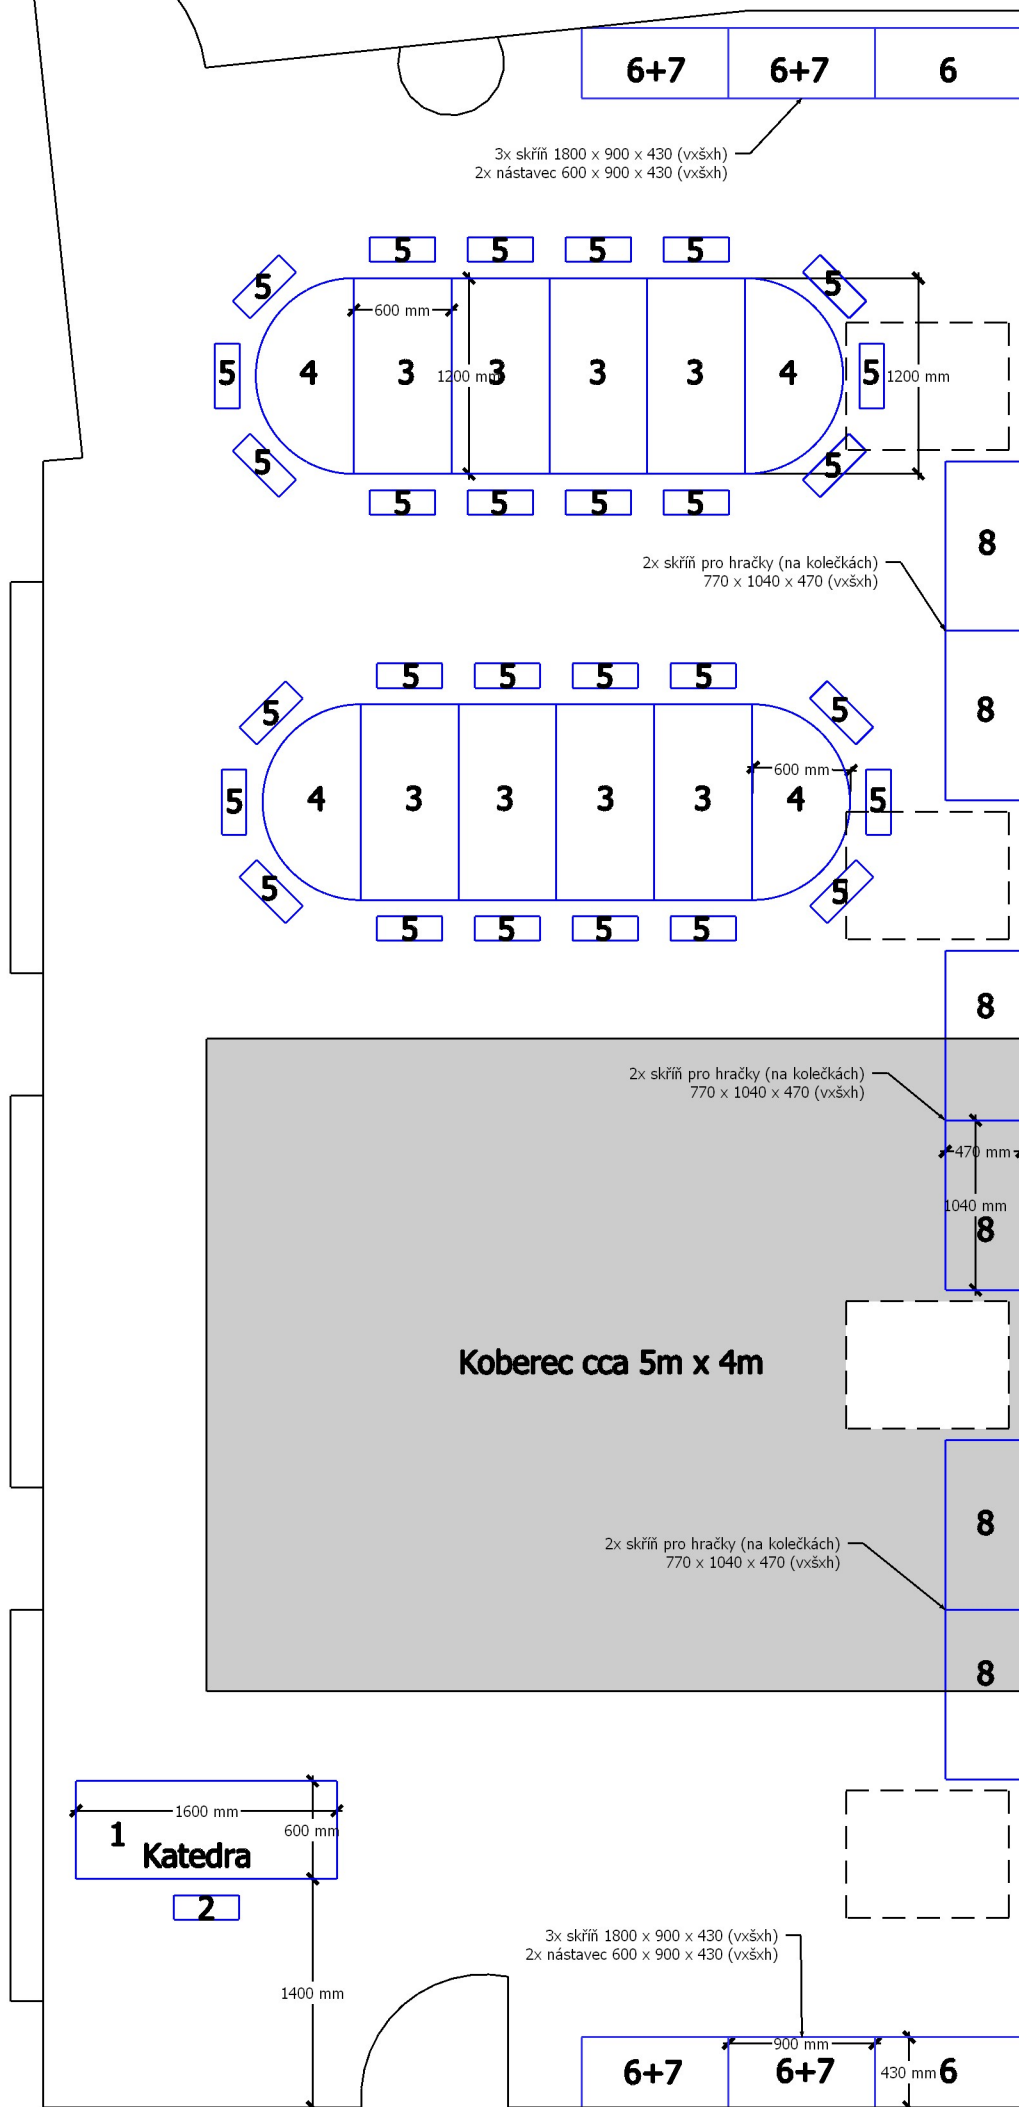 6+7 6+7 6
3x skříň 1800 x 900 x 430 (vxšxh)
2x nástavec 600 x 900 x 430 (vxšxh)
5 5 5 5
5 5
600 mm
5 4 3 1200 mm 3 3 3 4 5 1200 mm
5 5
5 5 5 5
8
2x skříň pro hračky (na kolečkách)
770 x 1040 x 470 (vxšxh)
5 5 5 5
5 5 8
600 mm
5 4 3 3 3 3 4 5
5 5
5 5 5 5
8
2x skříň pro hračky (na kolečkách)
770 x 1040 x 470 (vxšxh)
470 mm
1040 mm
8
Koberec cca 5m x 4m
8
2x skříň pro hračky (na kolečkách)
770 x 1040 x 470 (vxšxh)
8
1600 mm
600 mm
1
Katedra
2
3x skříň 1800 x 900 x 430 (vxšxh)
2x nástavec 600 x 900 x 430 (vxšxh)
1400 mm
900 mm
6+7 6+7 430 mm 6